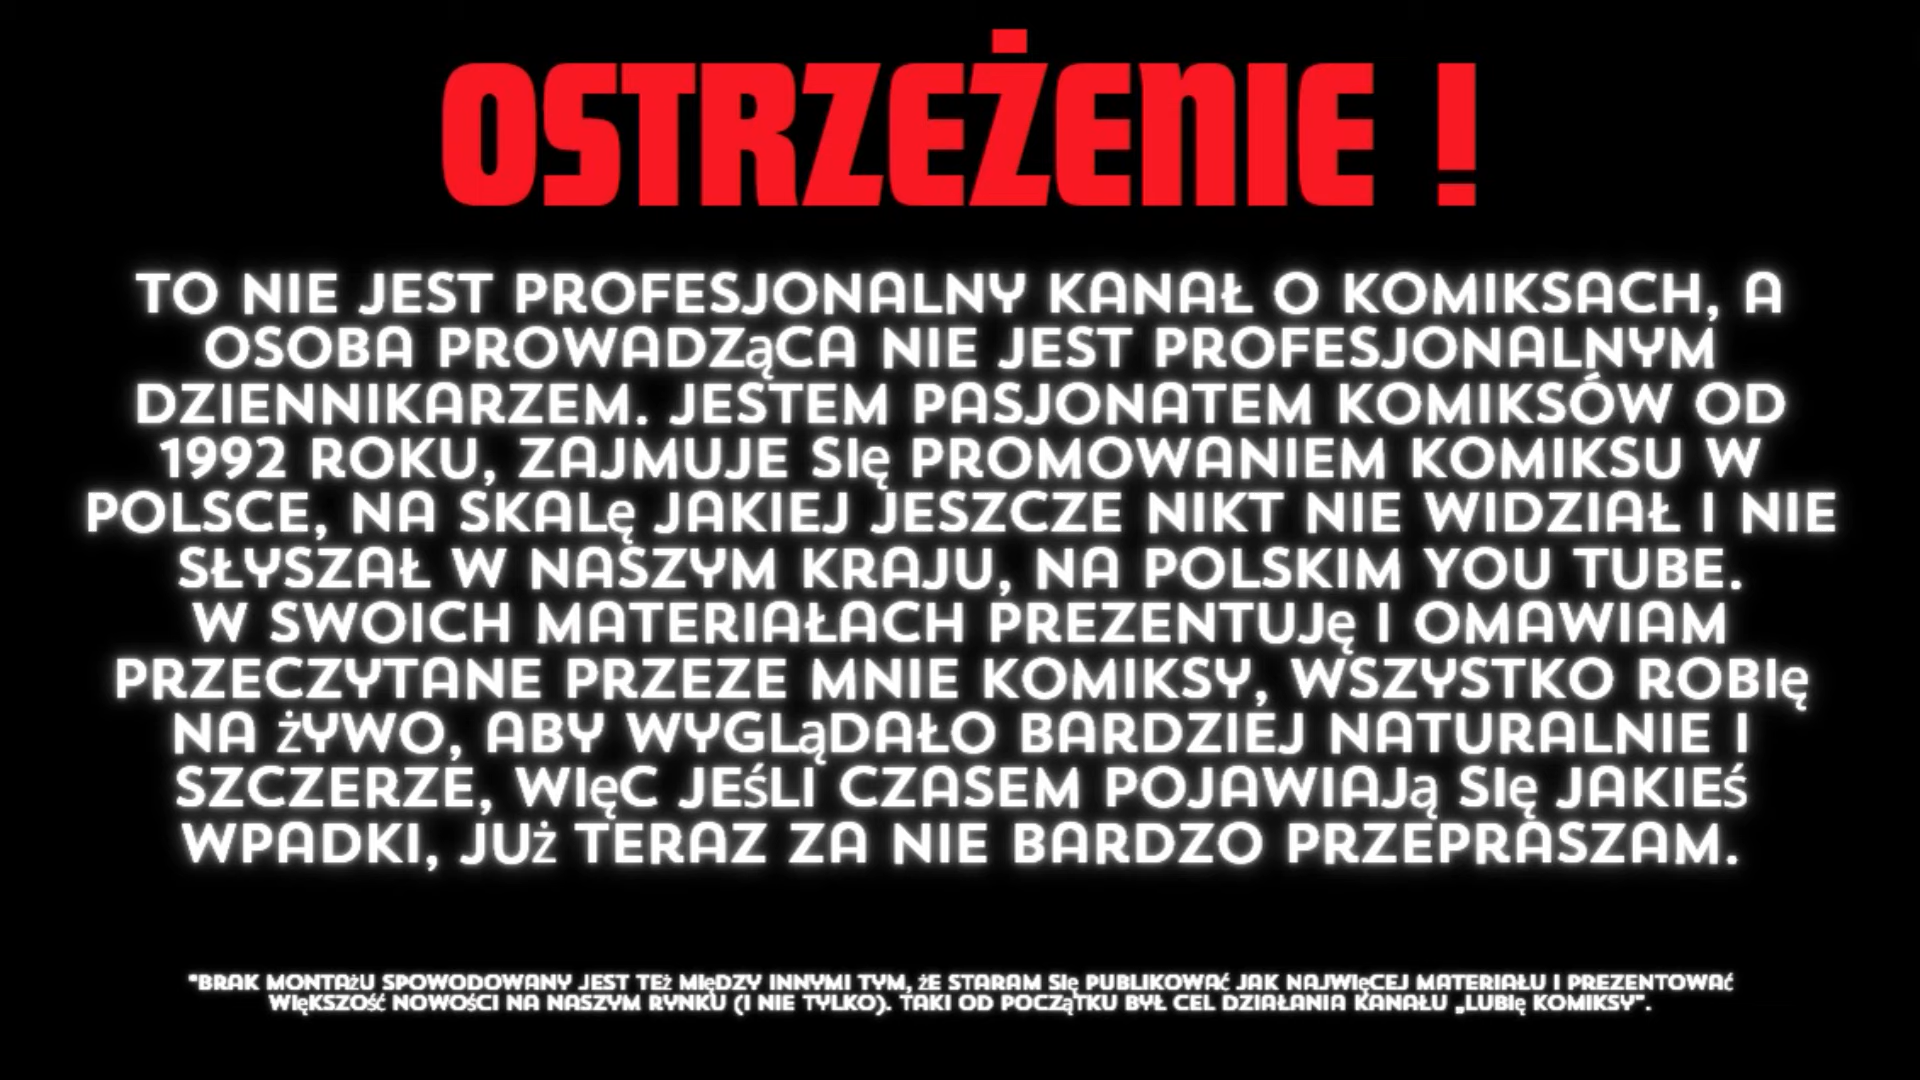 OSTRZEŻENIE !
TO NIE JEST PROFESJONALNY KANAŁ O KOMIKSACH, A
OSOBA PROWADZąCA NIE JEST PROFESJONALNYM
DZIENNIKARZEM. JESTEM PASJONATEM KOMIKSÓW OD
1992 ROKU, ZAJMUJE SIę PROMOWANIEM KOMIKSU W
POLSCE, NA SKALę JAKIEJ JESZCZE NIKT NIE WIDZIAŁ I NIE
SŁYSZAŁ W NASZYM KRAJU, NA POLSKIM YOU TUBE.
W SWOICH MATERIAŁACH PREZENTUJę I OMAWIAM
PRZECZYTANE PRZEZE MNIE KOMIKSY, WSZYSTKO ROBIę
NA żYWO, ABY WYGLąDAŁO BARDZIEJ NATURALNIE I
SZCZERZE, WIęC JEśLI CZASEM POJAWIAJą SIę JAKIEś
WPADKI, JUż TERAZ ZA NIE BARDZO PRZEPRASZAM.
*BRAK MONTAżU SPOWODOWANY JEST TEż MIęDZY INNYMI TYM, żE STARAM SIę PUBLIKOWAć JAK NAJWIęCEJ MATERIAŁU I PREZENTOWAć
WIęKSZOść NOWOśCI NA NASZYM RYNKU (I NIE TYLKO). TAKI OD POCZąTKU BYŁ CEL DZIAŁANIA KANAŁU „LUBIę KOMIKSY”.